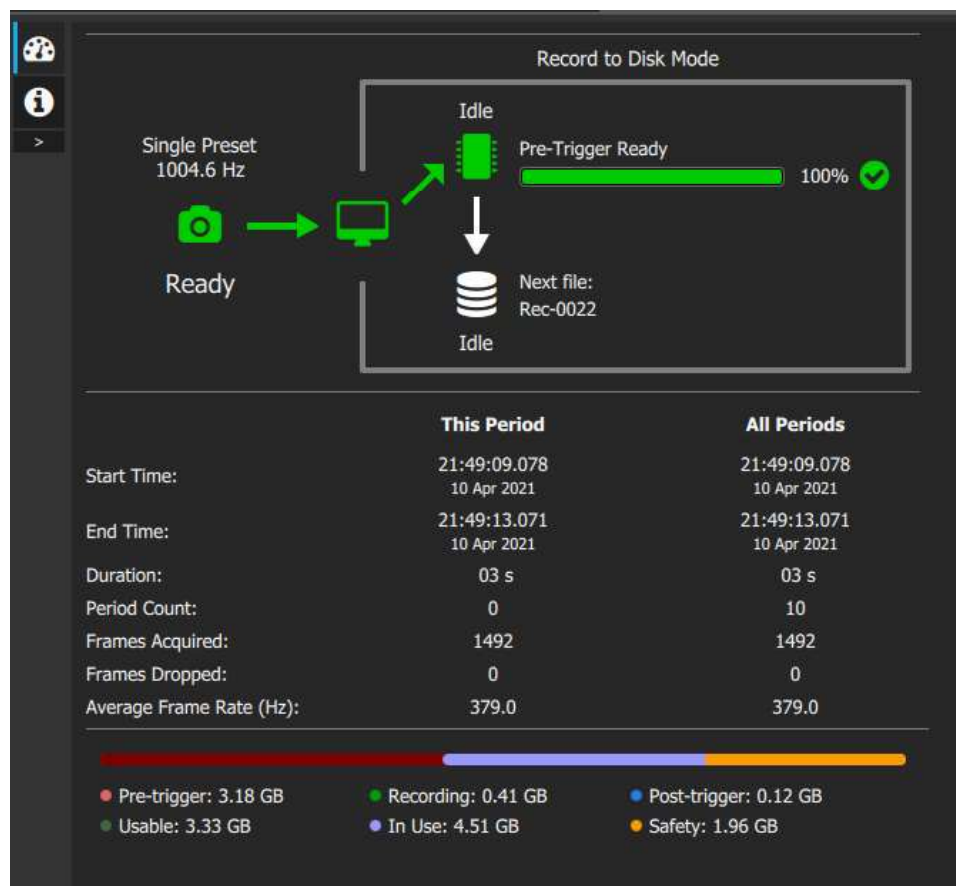 Record to Disk Mode
Idle
Single Preset
1004.6 Hz
Pre-Trigger Ready
100%
Ready
Next file:
Rec-0022
Idle
>
This Period All Periods
Start Time: 21:49:09.078 21:49:09.078
10 Apr 2021 10 Apr 2021
End Time: 21:49:13.071 21:49:13.071
10 Apr 2021 10 Apr 2021
Duration: 03 s 03 s
Period Count: 0 10
Frames Acquired: 1492 1492
Frames Dropped: 0 0
Average Frame Rate (Hz): 379.0 379.0
Pre-trigger: 3.18 GB Recording: 0.41 GB Post-trigger: 0.12 GB
Usable: 3.33 GB In Use: 4.51 GB Safety: 1.96 GB